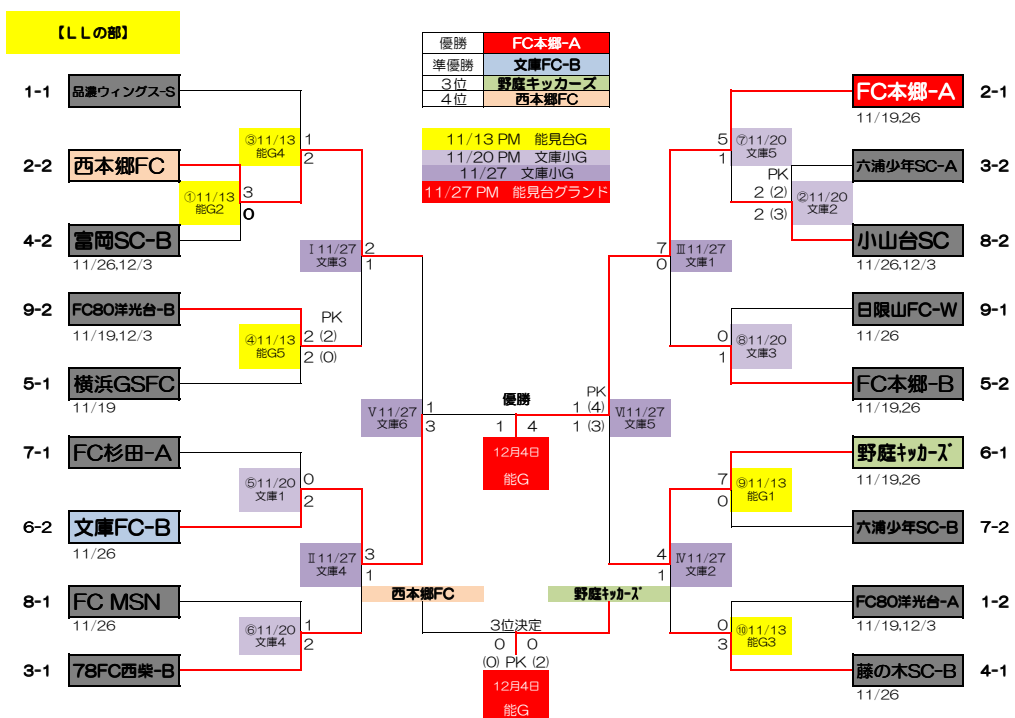 【ＬＬの部】
優勝 FC本郷-A
準優勝 文庫FC-B
3位 野庭キッカーズ
4位 西本郷FC
11/13 PM 能見台G
11/20 PM 文庫小G
11/27 文庫小G
11/27 PM 能見台グランド
1-1 品濃ウィングス-S
③11/13
能G4
1
2
2-2 西本郷FC
①11/13
能G2
3
0
4-2 富岡SC-B
11/26,12/3
Ⅰ11/27
文庫3
2
1
9-2 FC80洋光台-B
11/19,12/3
④11/13
能G5
PK
2 (2)
2 (0)
5-1 横浜GSFC
11/19
Ⅴ11/27
文庫6
1
3
7-1 FC杉田-A
⑤11/20
文庫1
0
2
6-2 文庫FC-B
11/26
Ⅱ11/27
文庫4
3
1
8-1 FC MSN
11/26
⑥11/20
文庫4
1
2
3-1 78FC西柴-B
優勝
1 4
12月4日
能G
西本郷FC
野庭ｷｯｶｰｽﾞ
3位決定
0 0
(0) PK (2)
12月4日
能G
FC本郷-A 2-1
11/19,26
5
1
⑦11/20
文庫5
六浦少年SC-A 3-2
PK
2 (2)
2 (3)
②11/20
文庫2
小山台SC 8-2
11/26,12/3
7
0
Ⅲ11/27
文庫1
日限山FC-W 9-1
11/26
0
1
⑧11/20
文庫3
FC本郷-B 5-2
11/19,26
PK
1 (4)
1 (3)
Ⅵ11/27
文庫5
野庭ｷｯｶｰｽﾞ 6-1
11/19,26
7
0
⑨11/13
能G1
六浦少年SC-B 7-2
4
1
Ⅳ11/27
文庫2
FC80洋光台-A 1-2
11/19,12/3
0
3
⑩11/13
能G3
藤の木SC-B 4-1
11/26